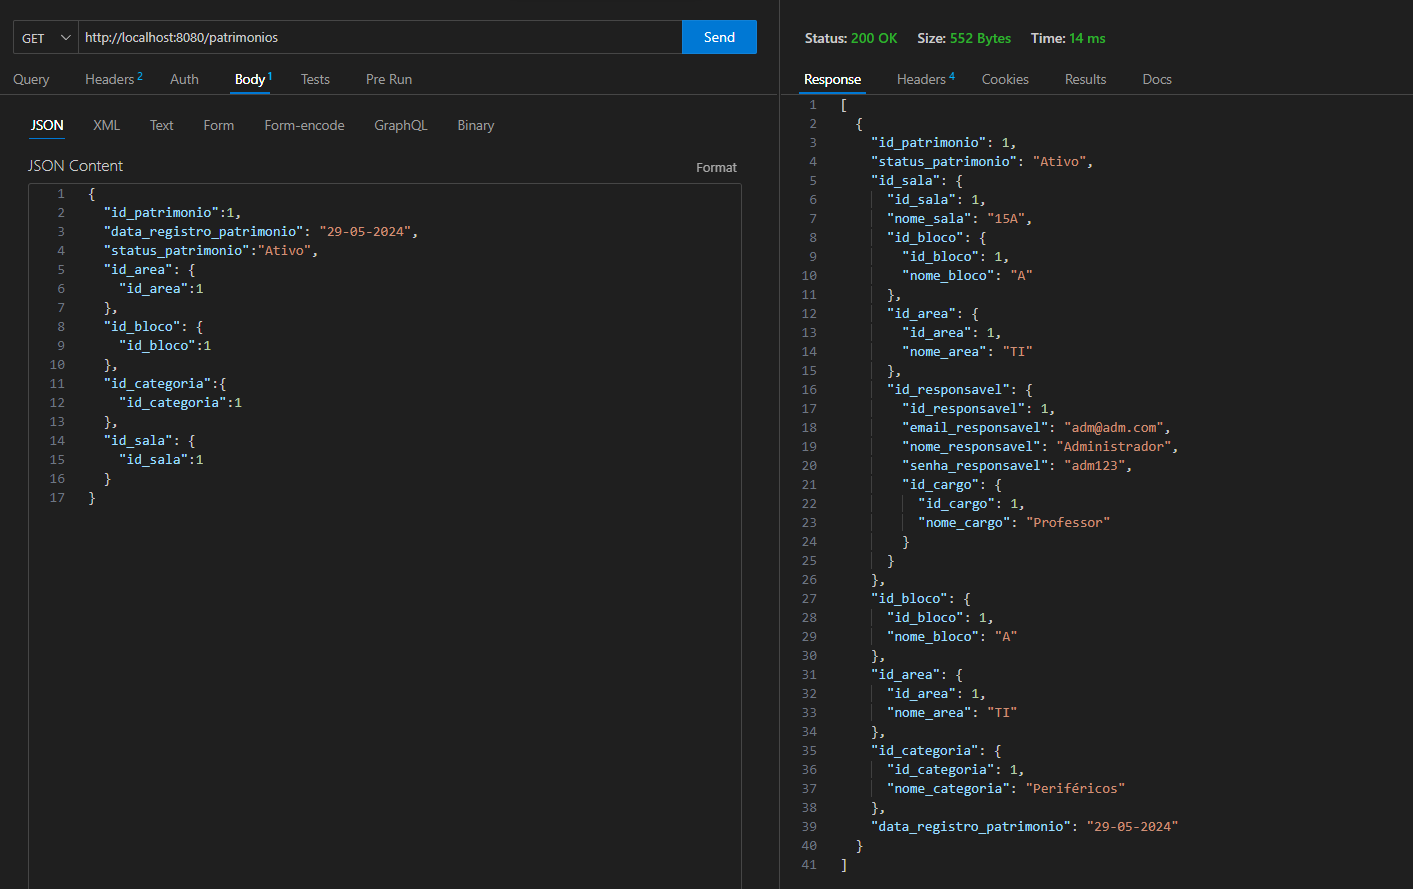 GET http://localhost:8080/patrimonios Send
Query Headers 2 Auth Body 1 Tests Pre Run
JSON XML Text Form Form-encode GraphQL Binary
JSON Content Format
1 {
2 "id_patrimonio":1,
3 "data_registro_patrimonio": "29-05-2024",
4 "status_patrimonio":"Ativo",
5 "id_area": {
6 "id_area":1
7 },
8 "id_bloco": {
9 "id_bloco":1
10 },
11 "id_categoria":{
12 "id_categoria":1
13 },
14 "id_sala": {
15 "id_sala":1
16 }
17 }
Status: 200 OK Size: 552 Bytes Time: 14 ms
Response Headers 4 Cookies Results Docs
1 [
2 {
3 "id_patrimonio": 1,
4 "status_patrimonio": "Ativo",
5 "id_sala": {
6 "id_sala": 1,
7 "nome_sala": "15A",
8 "id_bloco": {
9 "id_bloco": 1,
10 "nome_bloco": "A"
11 },
12 "id_area": {
13 "id_area": 1,
14 "nome_area": "TI"
15 },
16 "id_responsavel": {
17 "id_responsavel": 1,
18 "email_responsavel": "adm@adm.com",
19 "nome_responsavel": "Administrador",
20 "senha_responsavel": "adm123",
21 "id_cargo": {
22 "id_cargo": 1,
23 "nome_cargo": "Professor"
24 }
25 }
26 },
27 "id_bloco": {
28 "id_bloco": 1,
29 "nome_bloco": "A"
30 },
31 "id_area": {
32 "id_area": 1,
33 "nome_area": "TI"
34 },
35 "id_categoria": {
36 "id_categoria": 1,
37 "nome_categoria": "Periféricos"
38 },
39 "data_registro_patrimonio": "29-05-2024"
40 }
41 ]